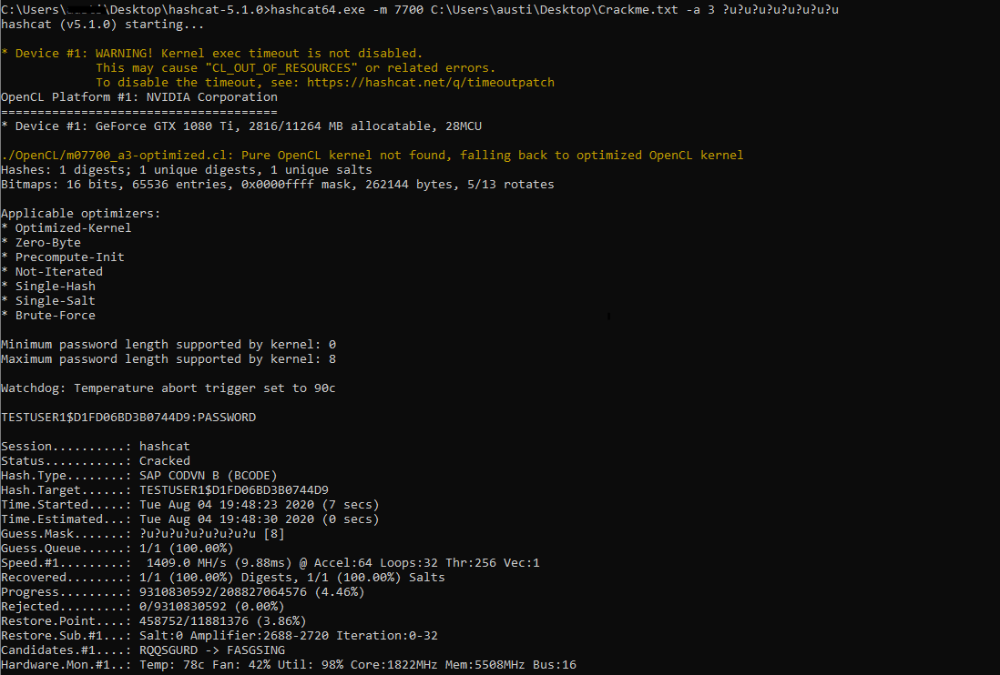 C:\Users\ \Desktop\hashcat-5.1.0>hashcat64.exe -m 7700 C:\Users\austi\Desktop\Crackme.txt -a 3 ?u?u?u?u?u?u?u?u
hashcat (v5.1.0) starting...
* Device #1: WARNING! Kernel exec timeout is not disabled.
This may cause "CL_OUT_OF_RESOURCES" or related errors.
To disable the timeout, see: https://hashcat.net/q/timeoutpatch
OpenCL Platform #1: NVIDIA Corporation
======================================
* Device #1: GeForce GTX 1080 Ti, 2816/11264 MB allocatable, 28MCU
./OpenCL/m07700_a3-optimized.cl: Pure OpenCL kernel not found, falling back to optimized OpenCL kernel
Hashes: 1 digests; 1 unique digests, 1 unique salts
Bitmaps: 16 bits, 65536 entries, 0x0000ffff mask, 262144 bytes, 5/13 rotates
Applicable optimizers:
* Optimized-Kernel
* Zero-Byte
* Precompute-Init
* Not-Iterated
* Single-Hash
* Single-Salt
* Brute-Force
Minimum password length supported by kernel: 0
Maximum password length supported by kernel: 8
Watchdog: Temperature abort trigger set to 90c
TESTUSER1$D1FD06BD3B0744D9:PASSWORD
Session..........: hashcat
Status...........: Cracked
Hash.Type........: SAP CODVN B (BCODE)
Hash.Target......: TESTUSER1$D1FD06BD3B0744D9
Time.Started.....: Tue Aug 04 19:48:23 2020 (7 secs)
Time.Estimated...: Tue Aug 04 19:48:30 2020 (0 secs)
Guess.Mask.......: ?u?u?u?u?u?u?u?u [8]
Guess.Queue......: 1/1 (100.00%)
Speed.#1.........:  1409.0 MH/s (9.88ms) @ Accel:64 Loops:32 Thr:256 Vec:1
Recovered........: 1/1 (100.00%) Digests, 1/1 (100.00%) Salts
Progress.........: 9310830592/208827064576 (4.46%)
Rejected.........: 0/9310830592 (0.00%)
Restore.Point....: 458752/11881376 (3.86%)
Restore.Sub.#1...: Salt:0 Amplifier:2688-2720 Iteration:0-32
Candidates.#1....: RQQSGURD -> FASGSING
Hardware.Mon.#1..: Temp: 78c Fan: 42% Util: 98% Core:1822MHz Mem:5508MHz Bus:16